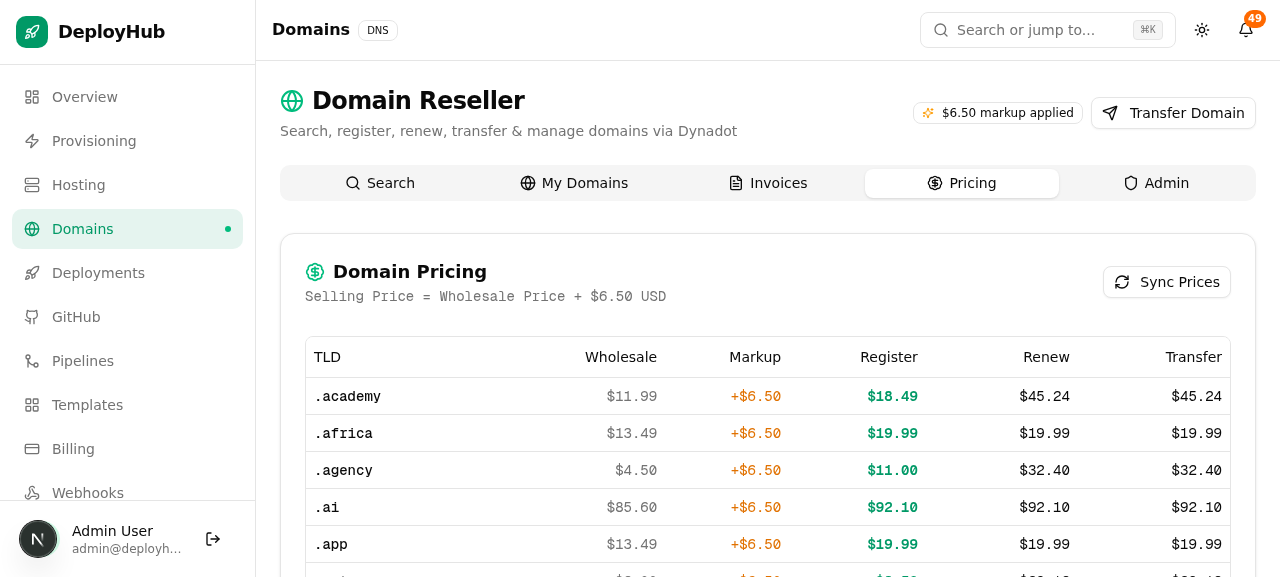 DeployHub
Domains
DNS
Search or jump to...
⌘K
49
Overview
Provisioning
Hosting
Domains
Deployments
GitHub
Pipelines
Templates
Billing
Webhooks
N
Admin User
admin@deployh...
Domain Reseller
Search, register, renew, transfer & manage domains via Dynadot
$6.50 markup applied
Transfer Domain
Search
My Domains
Invoices
Pricing
Admin
Domain Pricing
Selling Price = Wholesale Price + $6.50 USD
Sync Prices
TLD Wholesale Markup Register Renew Transfer
.academy $11.99 +$6.50 $18.49 $45.24 $45.24
.africa $13.49 +$6.50 $19.99 $19.99 $19.99
.agency $4.50 +$6.50 $11.00 $32.40 $32.40
.ai $85.60 +$6.50 $92.10 $92.10 $92.10
.app $13.49 +$6.50 $19.99 $19.99 $19.99